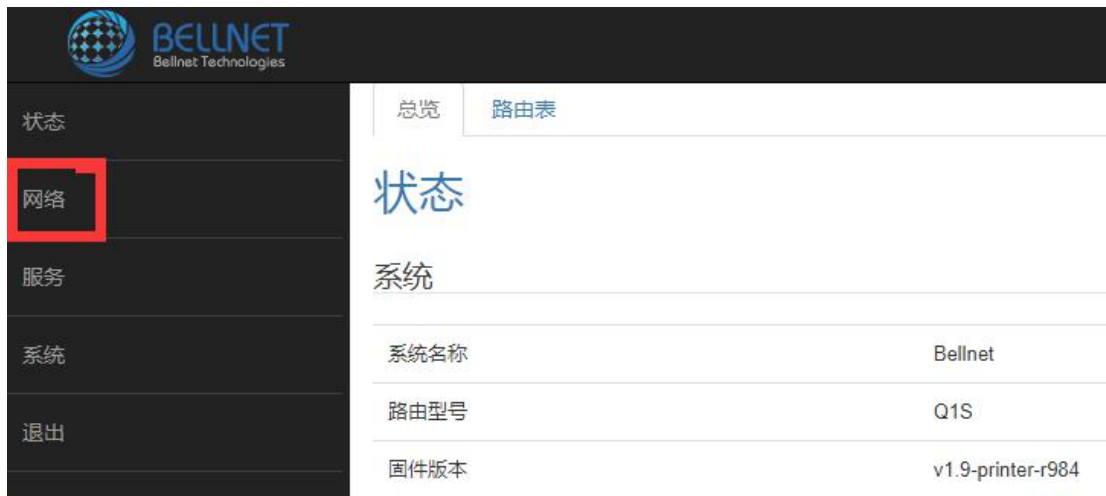 BELLNET
Bellnet Technologies
状态
网络
服务
系统
退出
总览 路由表
状态
系统
系统名称 Bellnet
路由型号 Q1S
固件版本 v1.9-printer-r984